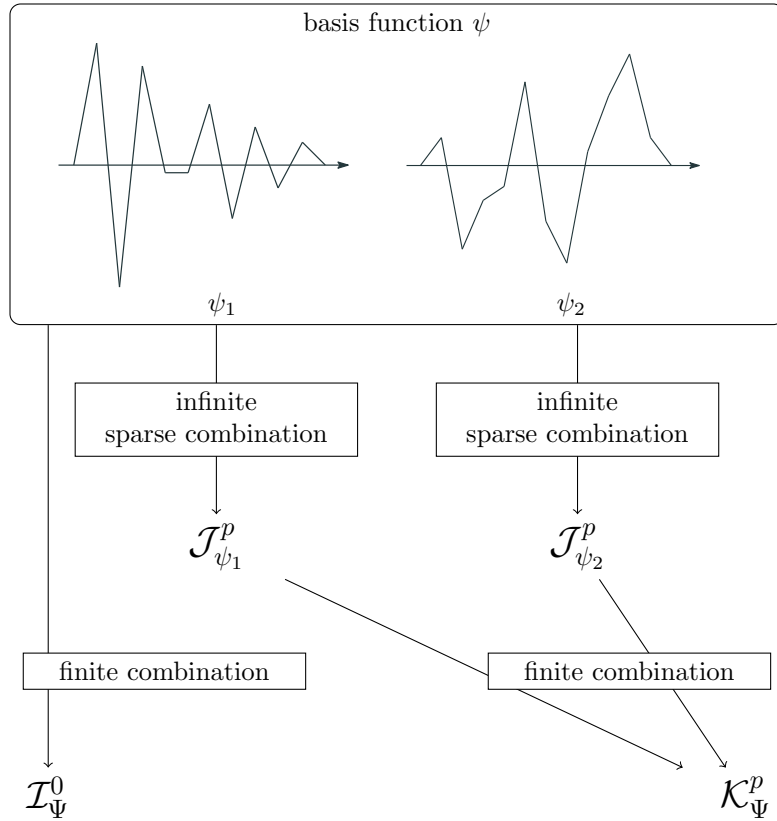 basis function ψ
ψ₁ ψ₂
infinite sparse combination
infinite sparse combination
𝒥^p_{ψ₁} 𝒥^p_{ψ₂}
finite combination finite combination
ℐ^0_Ψ 𝒦^p_Ψ